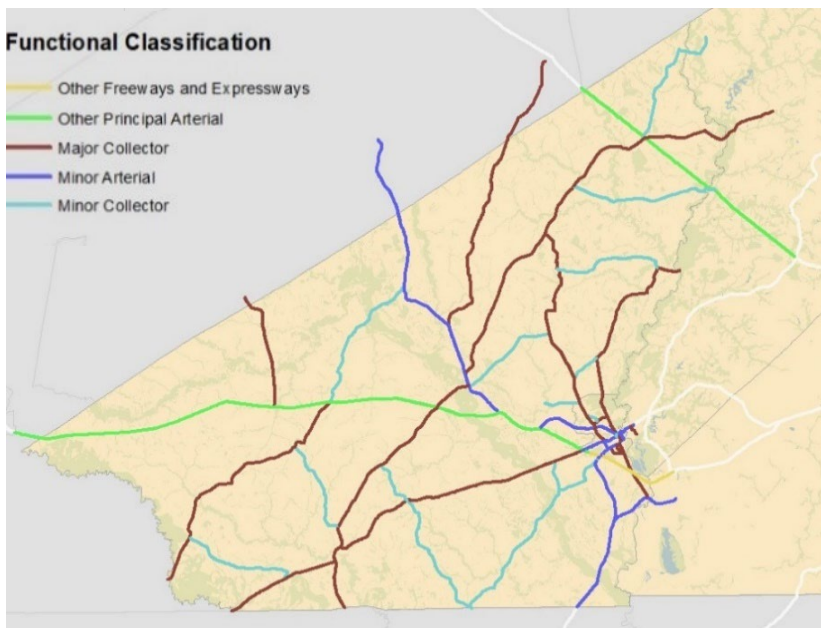 Functional Classification
Other Freeways and Expressways
Other Principal Arterial
Major Collector
Minor Arterial
Minor Collector